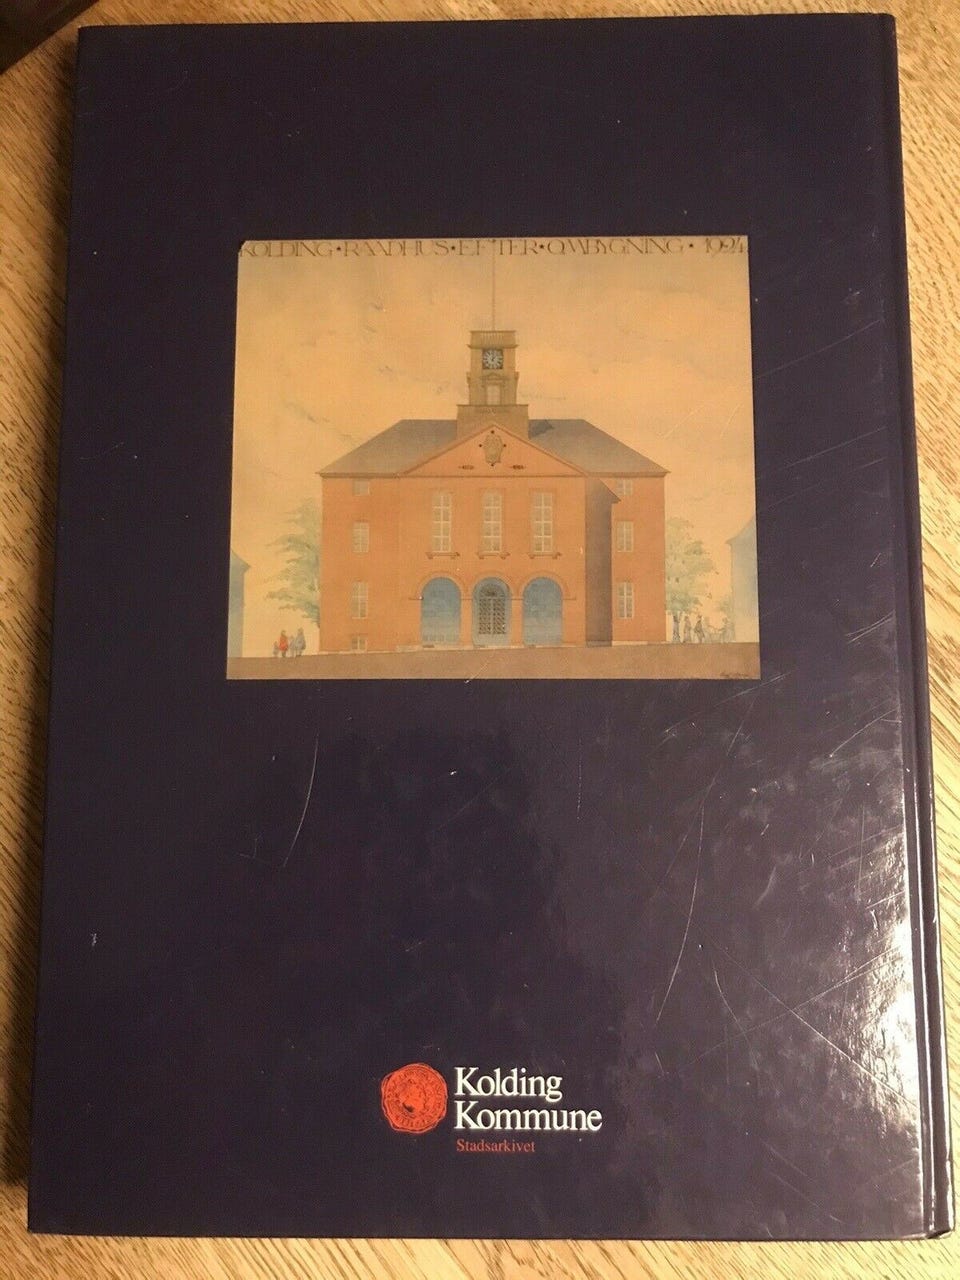 KOLDING ⋆ RAADHUS ⋆ EFTER ⋆ OMBYGNING ⋆ 1924
Kolding
Kommune
Stadsarkivet